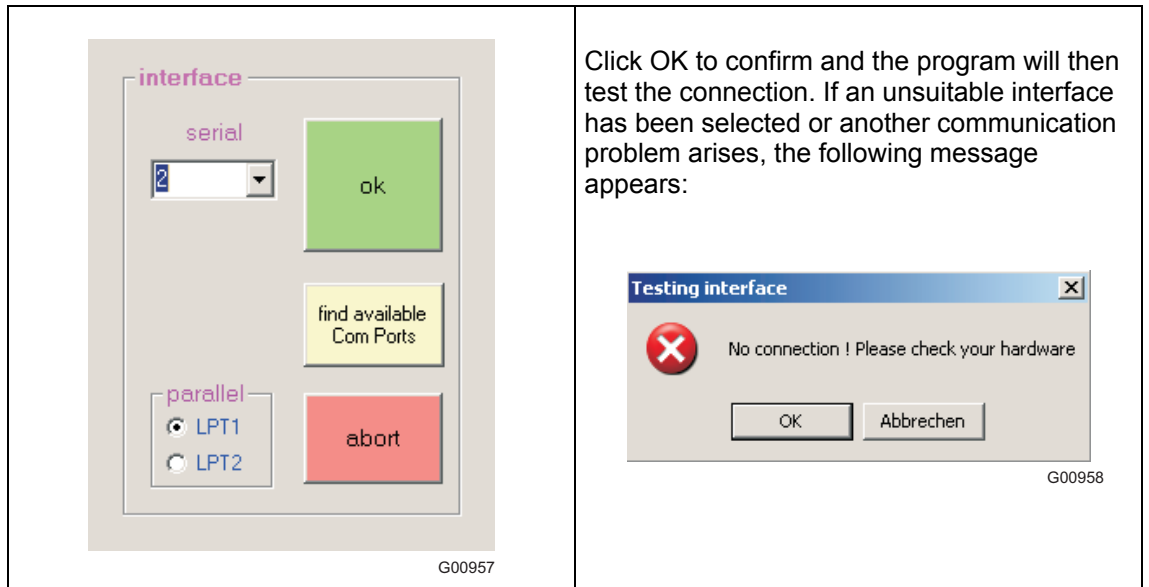 interface
serial
2
ok
find available
Com Ports
parallel
LPT1
LPT2
abort
G00957
Click OK to confirm and the program will then
test the connection. If an unsuitable interface
has been selected or another communication
problem arises, the following message
appears:
Testing interface
No connection ! Please check your hardware
OK Abbrechen
G00958